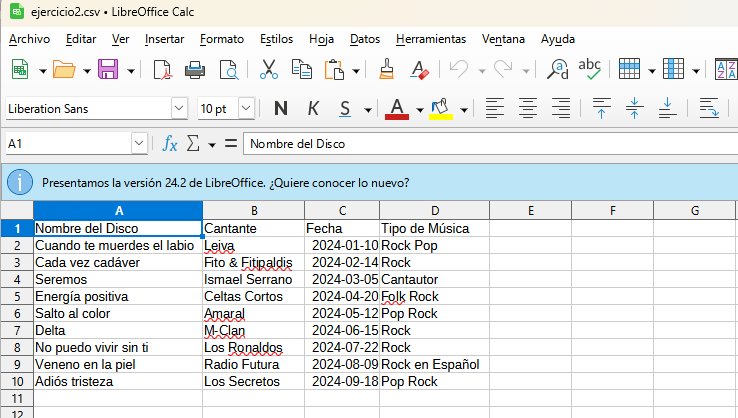 ejercicio2.csv • LibreOffice Calc
Archivo Editar Ver Insertar Formato Estilos Hoja Datos Herramientas Ventana Ayuda
abc
Liberation Sans 10 pt N K S A
A1 fx Σ = Nombre del Disco
Presentamos la versión 24.2 de LibreOffice. ¿Quiere conocer lo nuevo?
A B C D E F G
1 Nombre del Disco Cantante Fecha Tipo de Música
2 Cuando te muerdes el labio Leiva 2024-01-10 Rock Pop
3 Cada vez cadáver Fito & Fitipaldis 2024-02-14 Rock
4 Seremos Ismael Serrano 2024-03-05 Cantautor
5 Energía positiva Celtas Cortos 2024-04-20 Folk Rock
6 Salto al color Amaral 2024-05-12 Pop Rock
7 Delta M-Clan 2024-06-15 Rock
8 No puedo vivir sin ti Los Ronaldos 2024-07-22 Rock
9 Veneno en la piel Radio Futura 2024-08-09 Rock en Español
10 Adiós tristeza Los Secretos 2024-09-18 Pop Rock
11
12